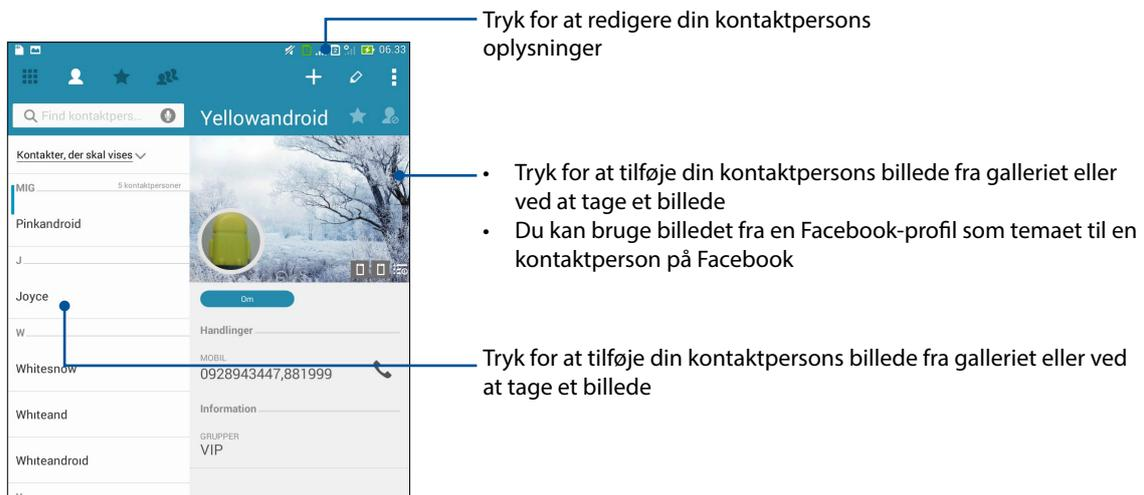 Tryk for at redigere din kontaktpersons
oplysninger
06.33
Find kontaktpers...
Yellowandroid
Kontakter, der skal vises
MIG
5 kontaktpersoner
Pinkandroid
J
Joyce
W
Whitesnow
Whiteand
Whiteandroid
Om
Handlinger
MOBIL
0928943447,881999
Information
GRUPPER
VIP
• Tryk for at tilføje din kontaktpersons billede fra galleriet eller
ved at tage et billede
• Du kan bruge billedet fra en Facebook-profil som temaet til en
kontaktperson på Facebook
Tryk for at tilføje din kontaktpersons billede fra galleriet eller ved
at tage et billede